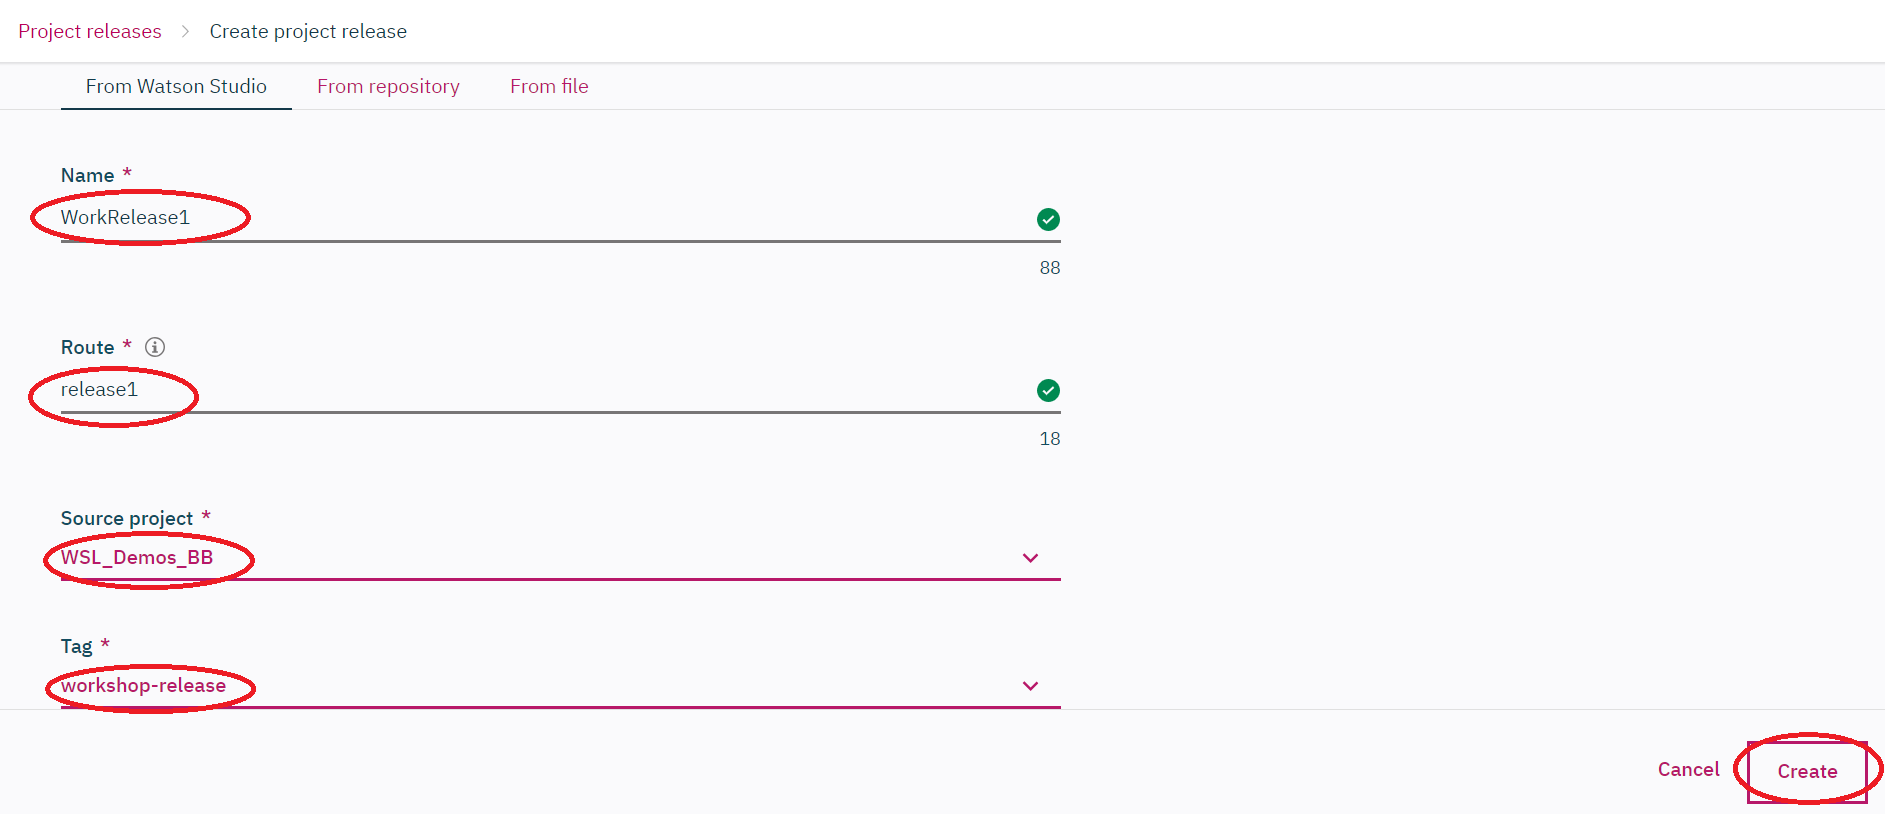 Project releases > Create project release
From Watson Studio From repository From file
Name *
WorkRelease1
88
Route *
release1
18
Source project *
WSL_Demos_BB
Tag *
workshop-release
Cancel Create